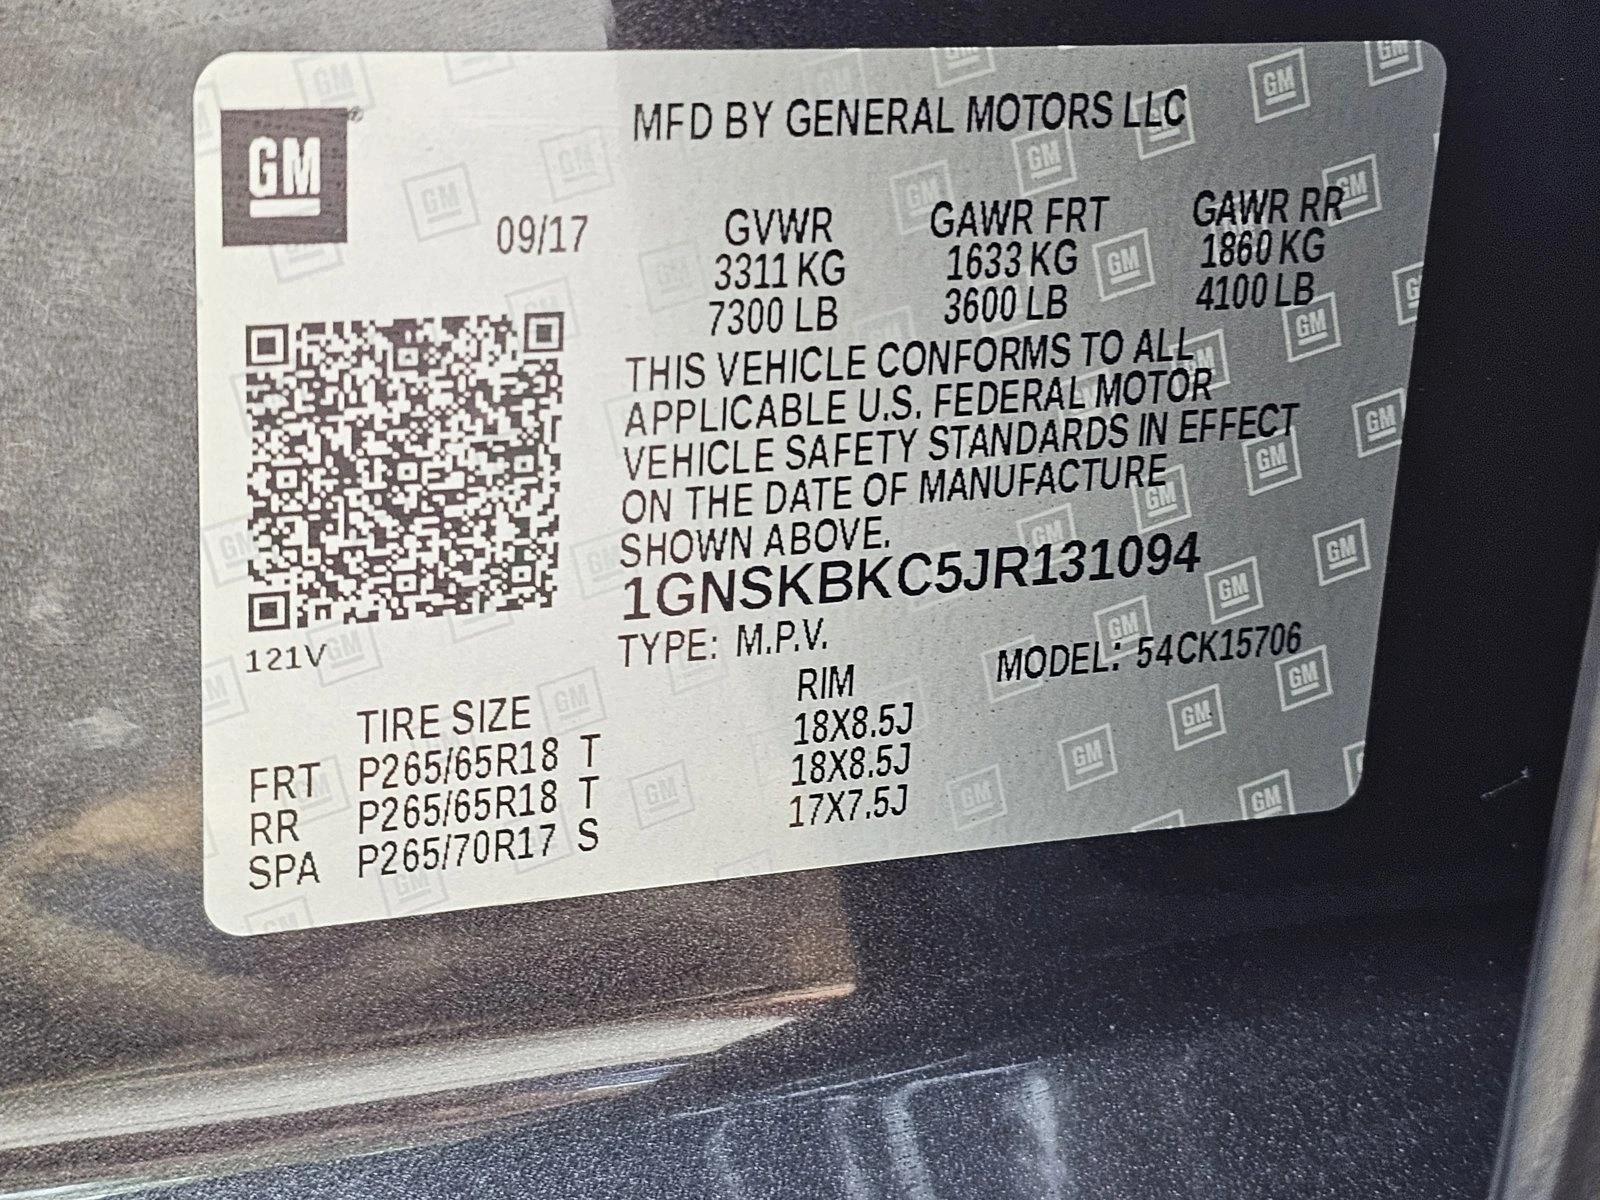 GM
MFD BY GENERAL MOTORS LLC
09/17
GVWR GAWR FRT GAWR RR
3311 KG 1633 KG 1860 KG
7300 LB 3600 LB 4100 LB
THIS VEHICLE CONFORMS TO ALL
APPLICABLE U.S. FEDERAL MOTOR
VEHICLE SAFETY STANDARDS IN EFFECT
ON THE DATE OF MANUFACTURE
SHOWN ABOVE.
1GNSKBKC5JR131094
121V
TYPE: M.P.V. MODEL: 54CK15706
TIRE SIZE RIM
FRT P265/65R18 T 18X8.5J
RR P265/65R18 T 18X8.5J
SPA P265/70R17 S 17X7.5J